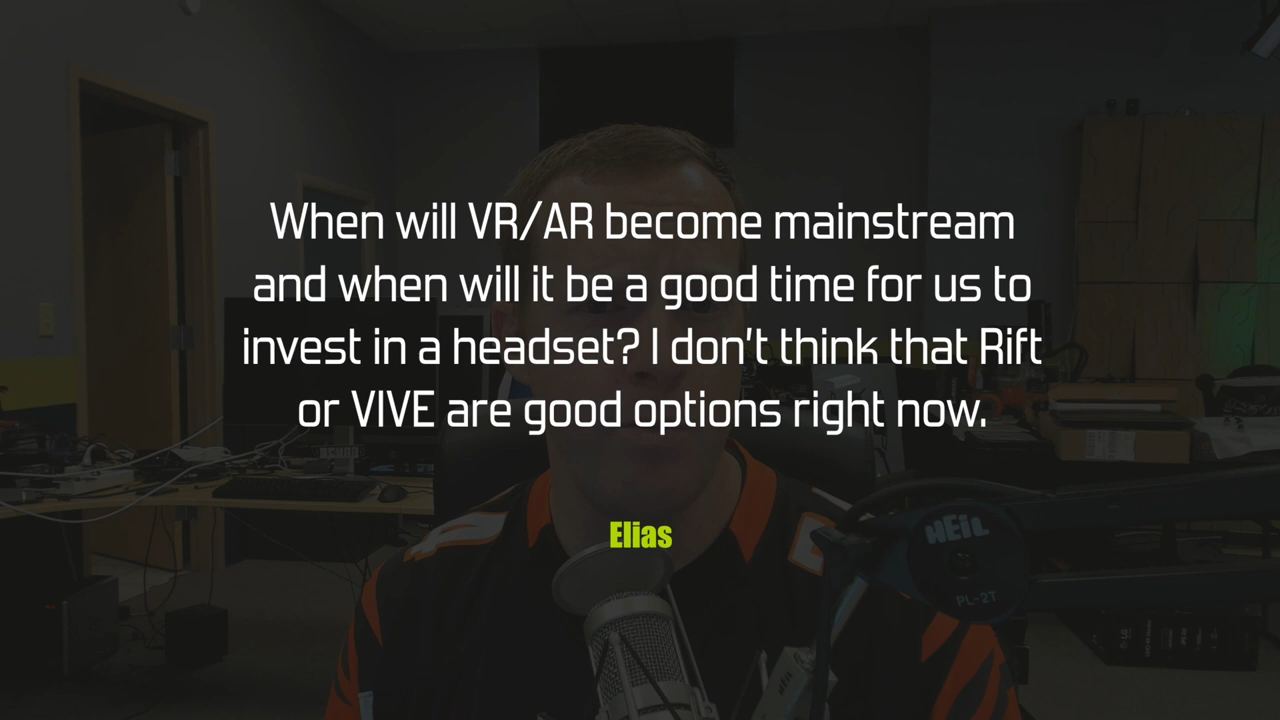 When will VR/AR become mainstream
and when will it be a good time for us to
invest in a headset? I don't think that Rift
or VIVE are good options right now.
Elias
HEiL
PL-2T